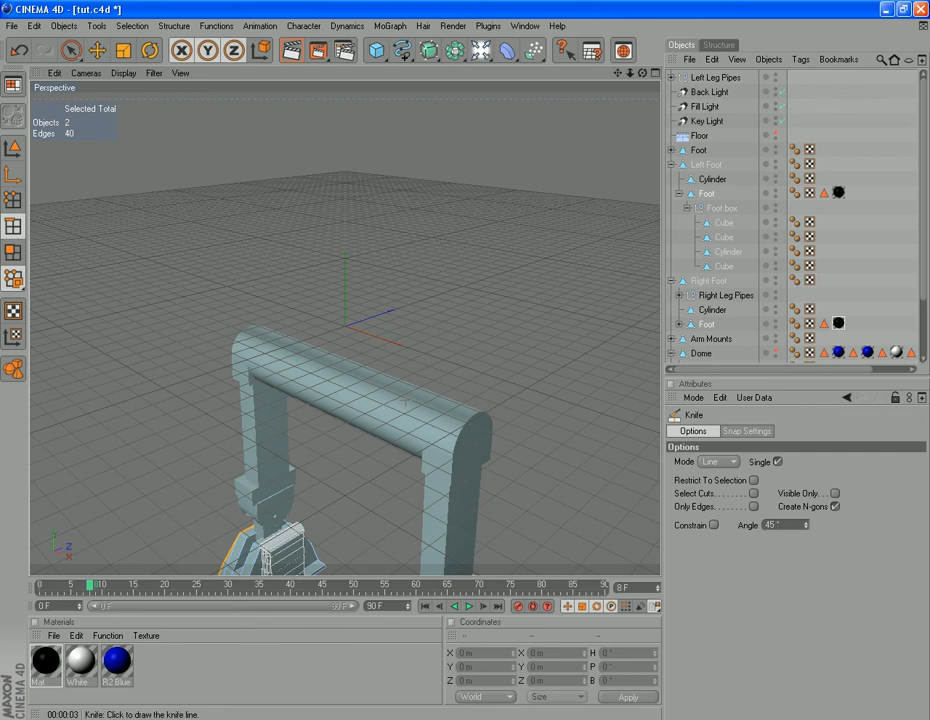 CINEMA 4D - [tut.c4d *]
File Edit Objects Tools Selection Structure Functions Animation Character Dynamics MoGraph Hair Render Plugins Window Help
Objects Structure
Edit Cameras Display Filter View
File Edit View Objects Tags Bookmarks
Perspective
Selected Total
Objects 2
Edges 40
Left Leg Pipes
Back Light
Fill Light
Key Light
Floor
Foot
Left Foot
Cylinder
Foot
Foot box
Cube
Cube
Cylinder
Cube
Right Foot
Right Leg Pipes
Cylinder
Foot
Arm Mounts
Dome
Attributes
Mode Edit User Data
Knife
Options Snap Settings
Options
Mode Line Single
Restrict To Selection
Select Cuts Visible Only
Only Edges Create N-gons
Constrain Angle 45 °
Y
Z
X
0 5 10 15 20 25 30 35 40 45 50 55 60 65 70 75 80 85 90 8 F
0 F 0 F 90 F 90 F
Materials
File Edit Function Texture
Mat White R2 Blue
Coordinates
-- -- --
X 0 m X 0 m H 0 °
Y 0 m Y 0 m P 0 °
Z 0 m Z 0 m B 0 °
World Size Apply
MAXON CINEMA 4D
00:00:03 Knife: Click to draw the knife line.